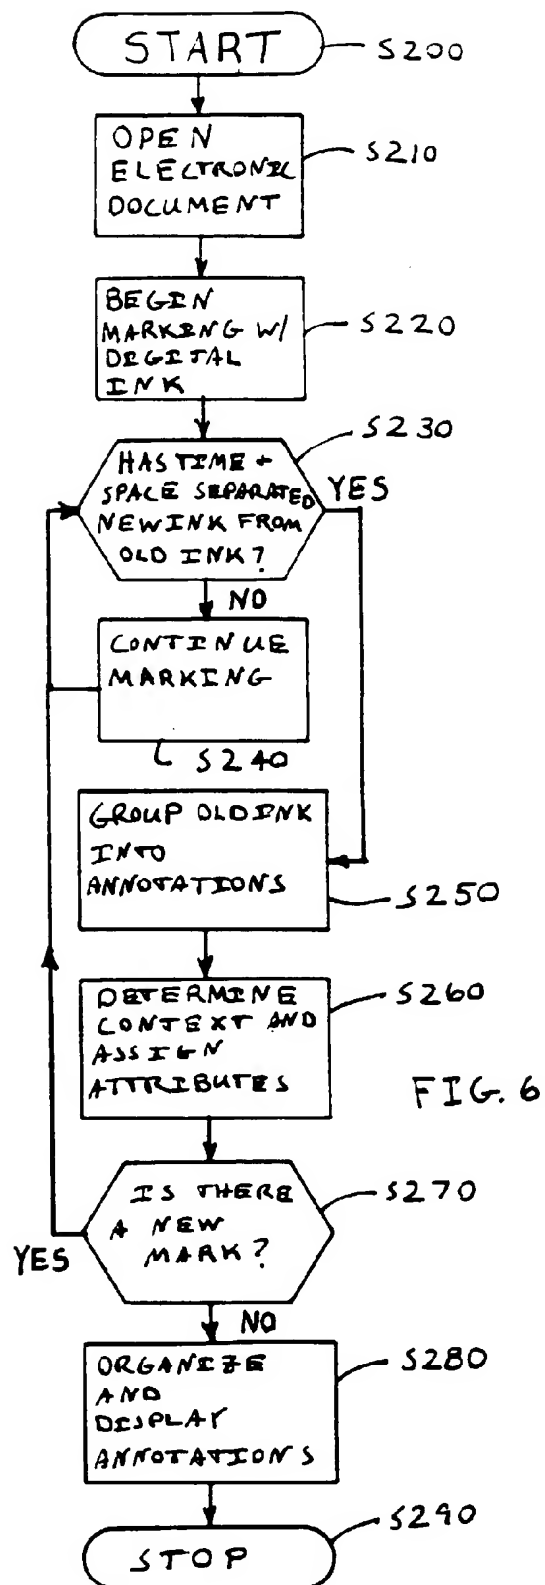 START
S200
OPEN
ELECTRONIC
DOCUMENT
S210
BEGIN
MARKING W/
DIGITAL
INK
S220
S230
HAS TIME +
SPACE SEPARATED
NEW INK FROM
OLD INK?
YES
NO
CONTINUE
MARKING
S240
GROUP OLD INK
INTO
ANNOTATIONS
S250
DETERMINE
CONTEXT AND
ASSIGN
ATTRIBUTES
S260
FIG. 6
IS THERE
A NEW
MARK?
S270
YES
NO
ORGANIZE
AND
DISPLAY
ANNOTATIONS
S280
S290
STOP